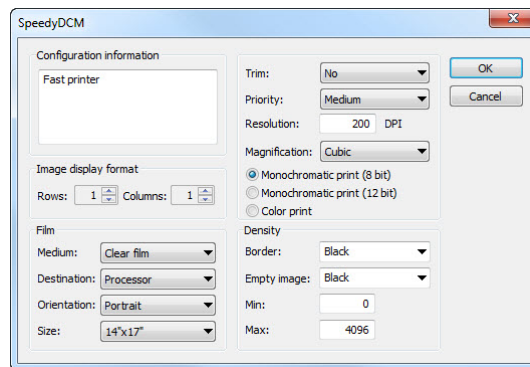 SpeedyDCM
Configuration information
Fast printer
Image display format
Rows: 1 Columns: 1
Film
Medium: Clear film
Destination: Processor
Orientation: Portrait
Size: 14"x17"
Trim: No
Priority: Medium
Resolution: 200 DPI
Magnification: Cubic
Monochromatic print (8 bit)
Monochromatic print (12 bit)
Color print
Density
Border: Black
Empty image: Black
Min: 0
Max: 4096
OK
Cancel